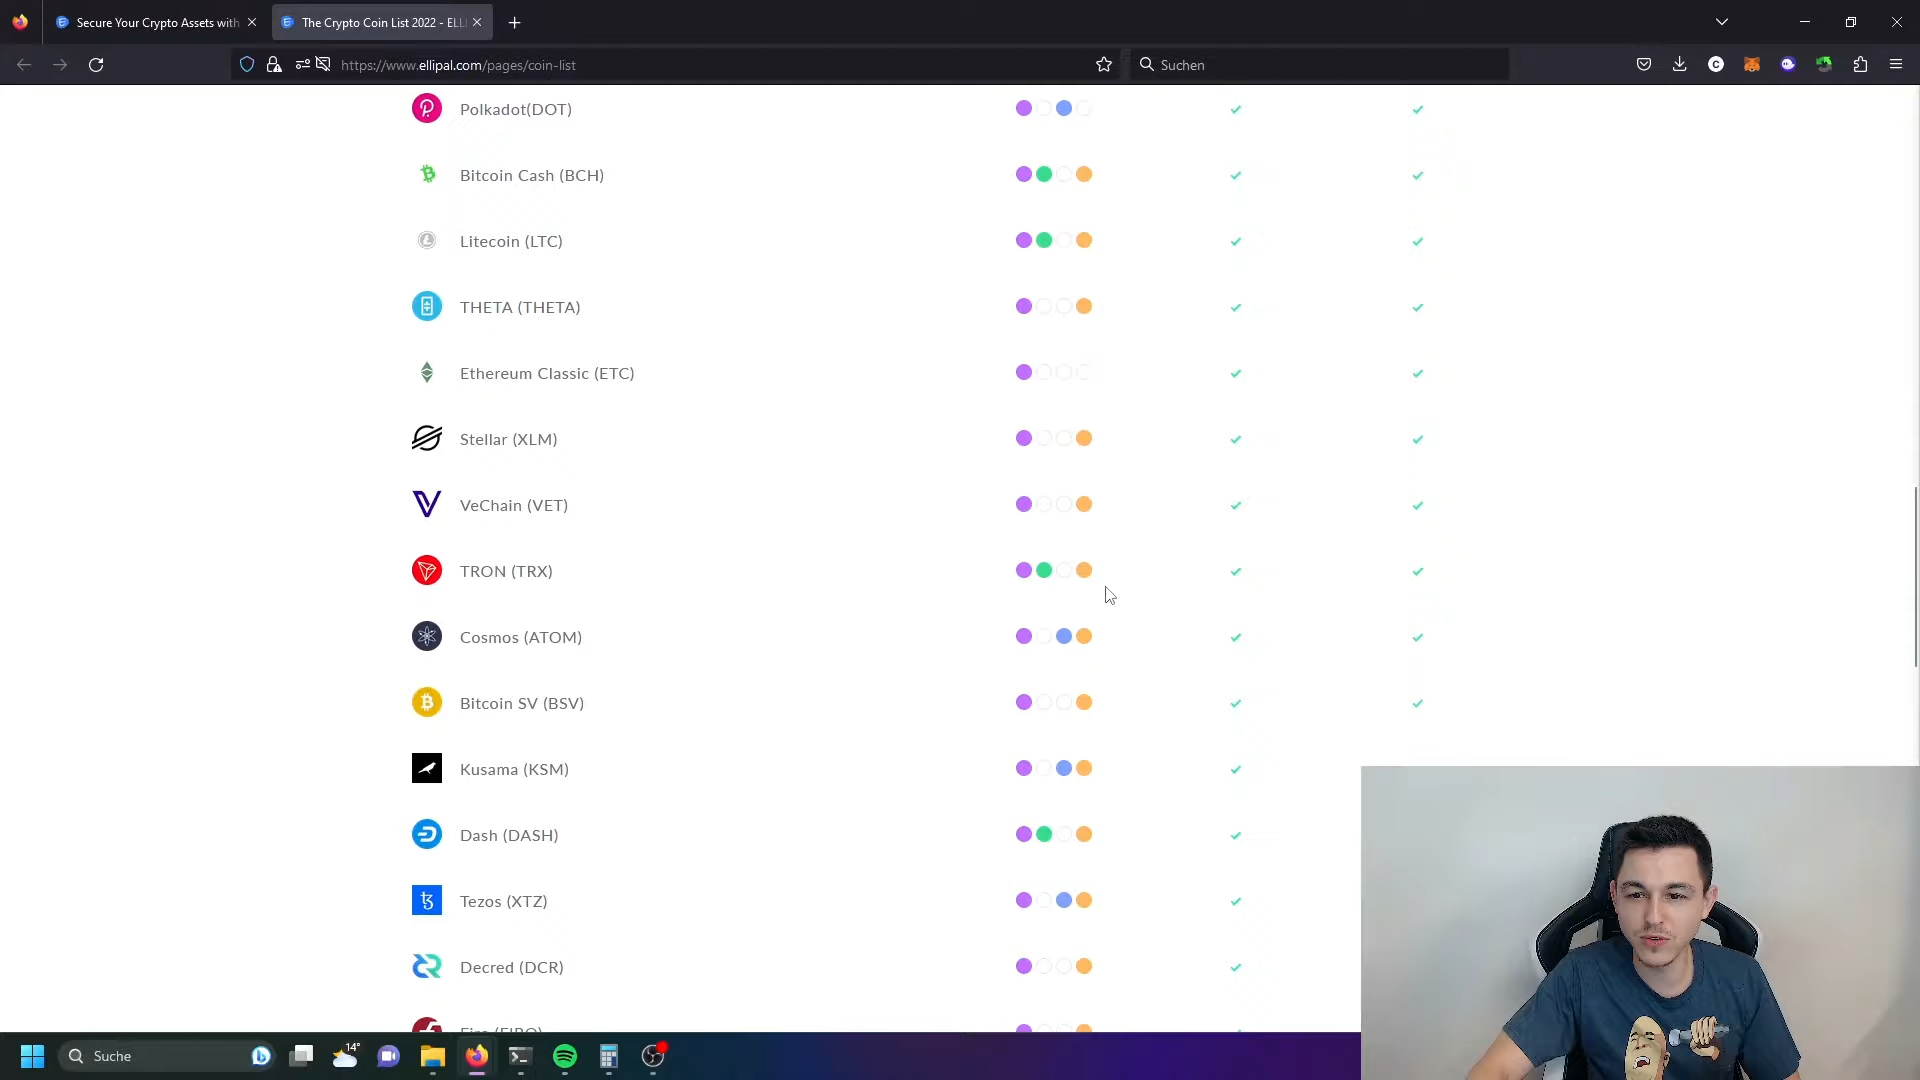 Secure Your Crypto Assets with
The Crypto Coin List 2022 - ELLI
https://www.ellipal.com/pages/coin-list
Suchen
Polkadot(DOT)
Bitcoin Cash (BCH)
Litecoin (LTC)
THETA (THETA)
Ethereum Classic (ETC)
Stellar (XLM)
VeChain (VET)
TRON (TRX)
Cosmos (ATOM)
Bitcoin SV (BSV)
Kusama (KSM)
Dash (DASH)
Tezos (XTZ)
Decred (DCR)
Firo (FIRO)
Suche
14°